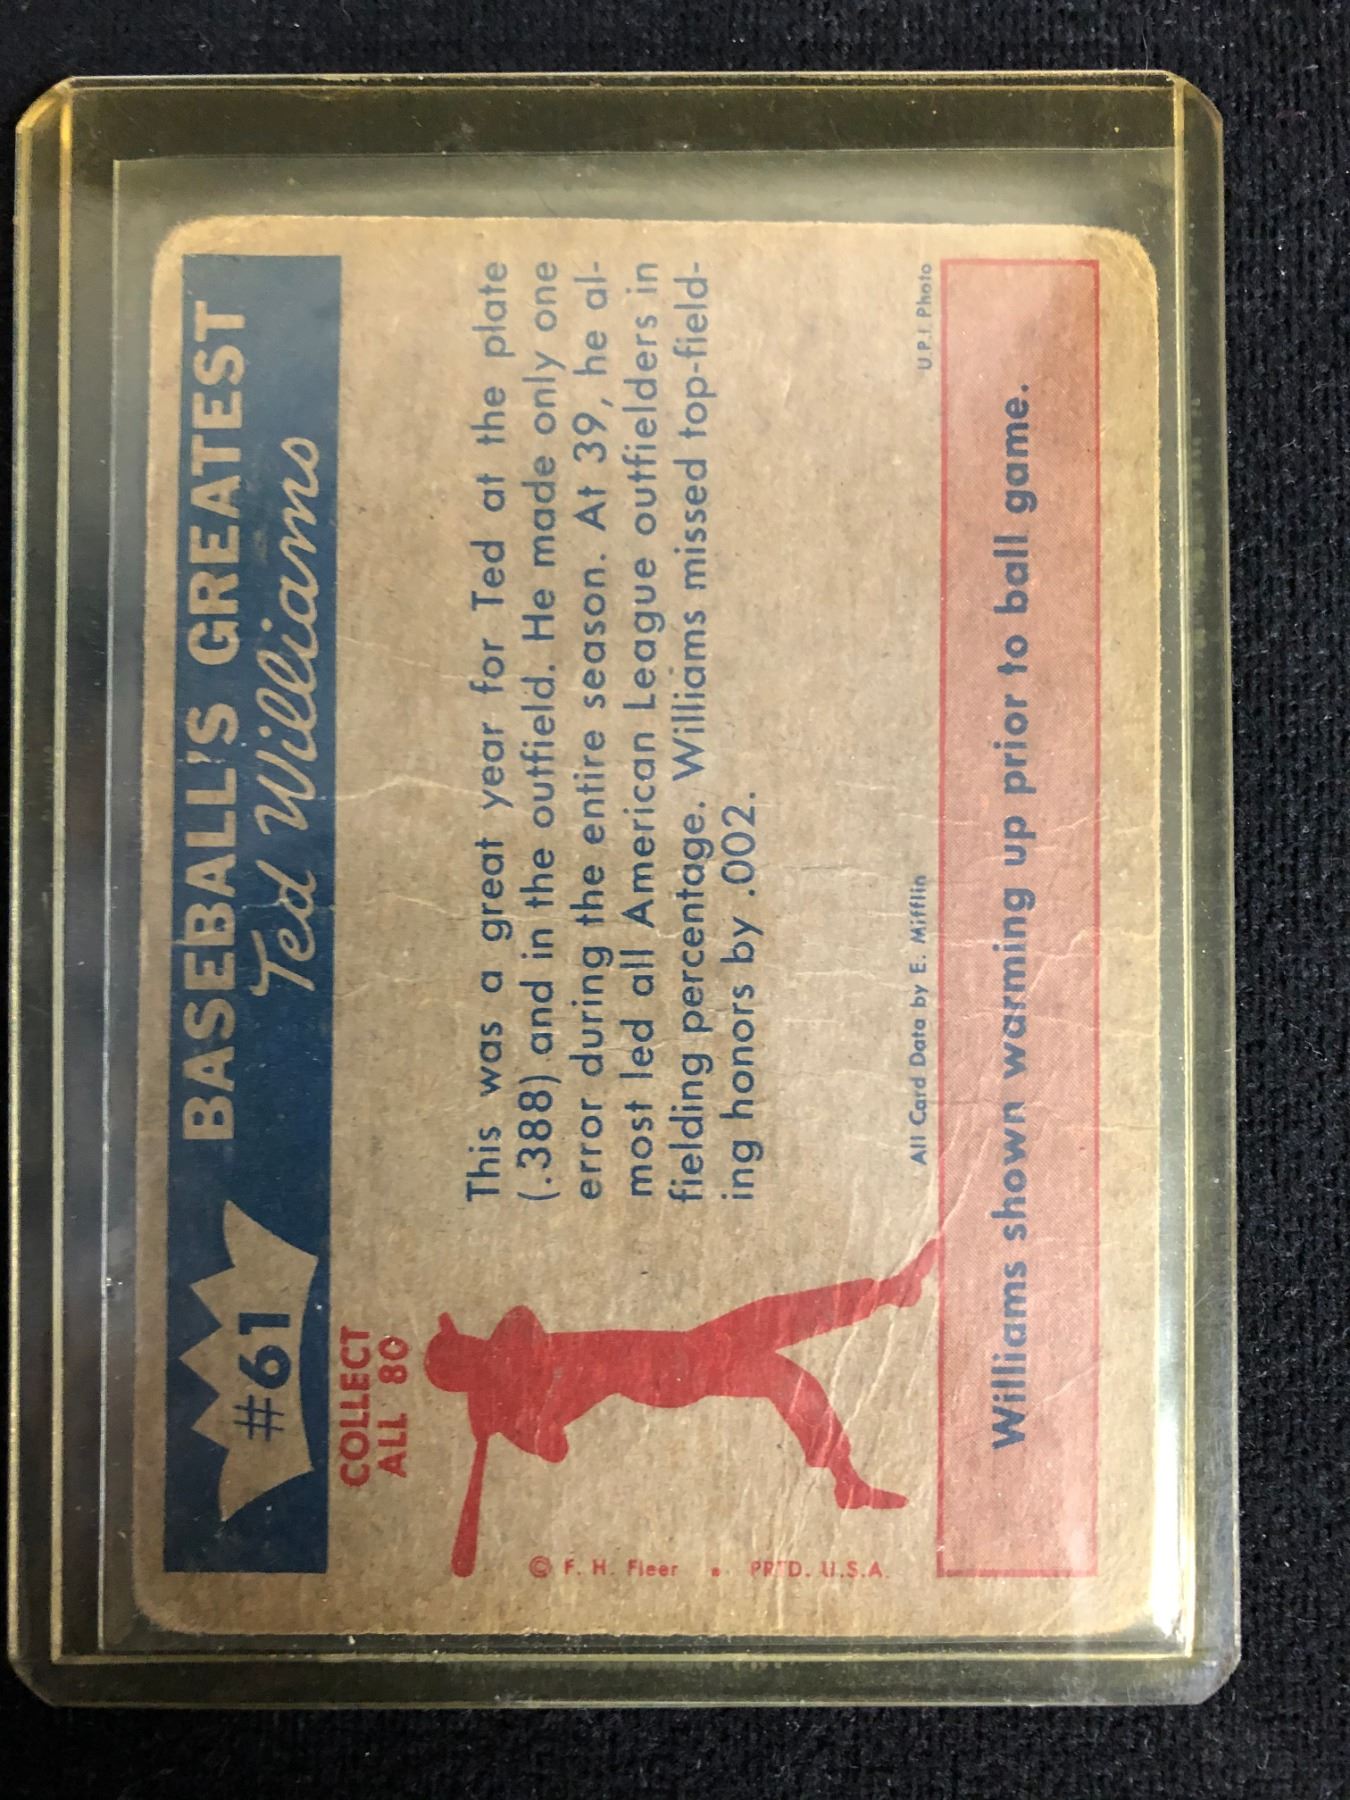 #61
BASEBALL'S GREATEST
Ted Williams
COLLECT
ALL 80
This was a great year for Ted at the plate
(.388) and in the outfield. He made only one
error during the entire season. At 39, he al-
most led all American League outfielders in
fielding percentage. Williams missed top-field-
ing honors by .002.
© F. H. Fleer • PRTD. U.S.A.
All Card Data by E. Mifflin
U.P.I. Photo
Williams shown warming up prior to ball game.